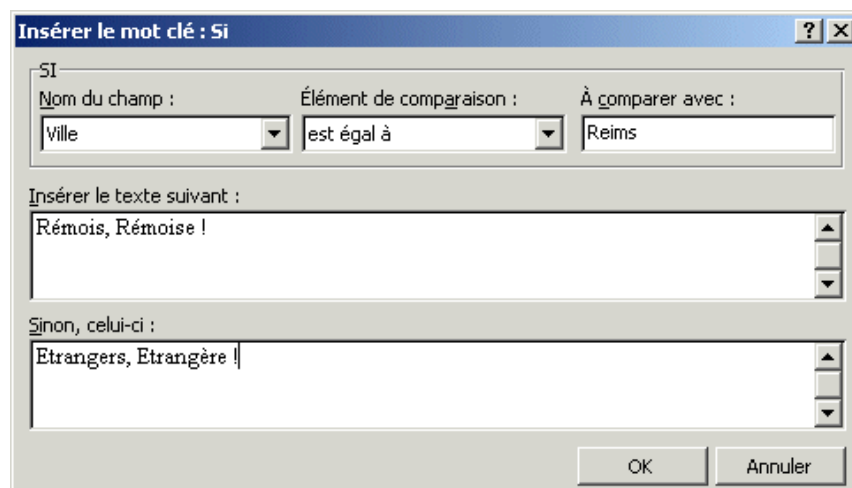 Insérer le mot clé : Si
SI
Nom du champ : Élément de comparaison : À comparer avec :
Ville est égal à Reims
Insérer le texte suivant :
Rémois, Rémoise !
Sinon, celui-ci :
Etrangers, Etrangère !
OK Annuler